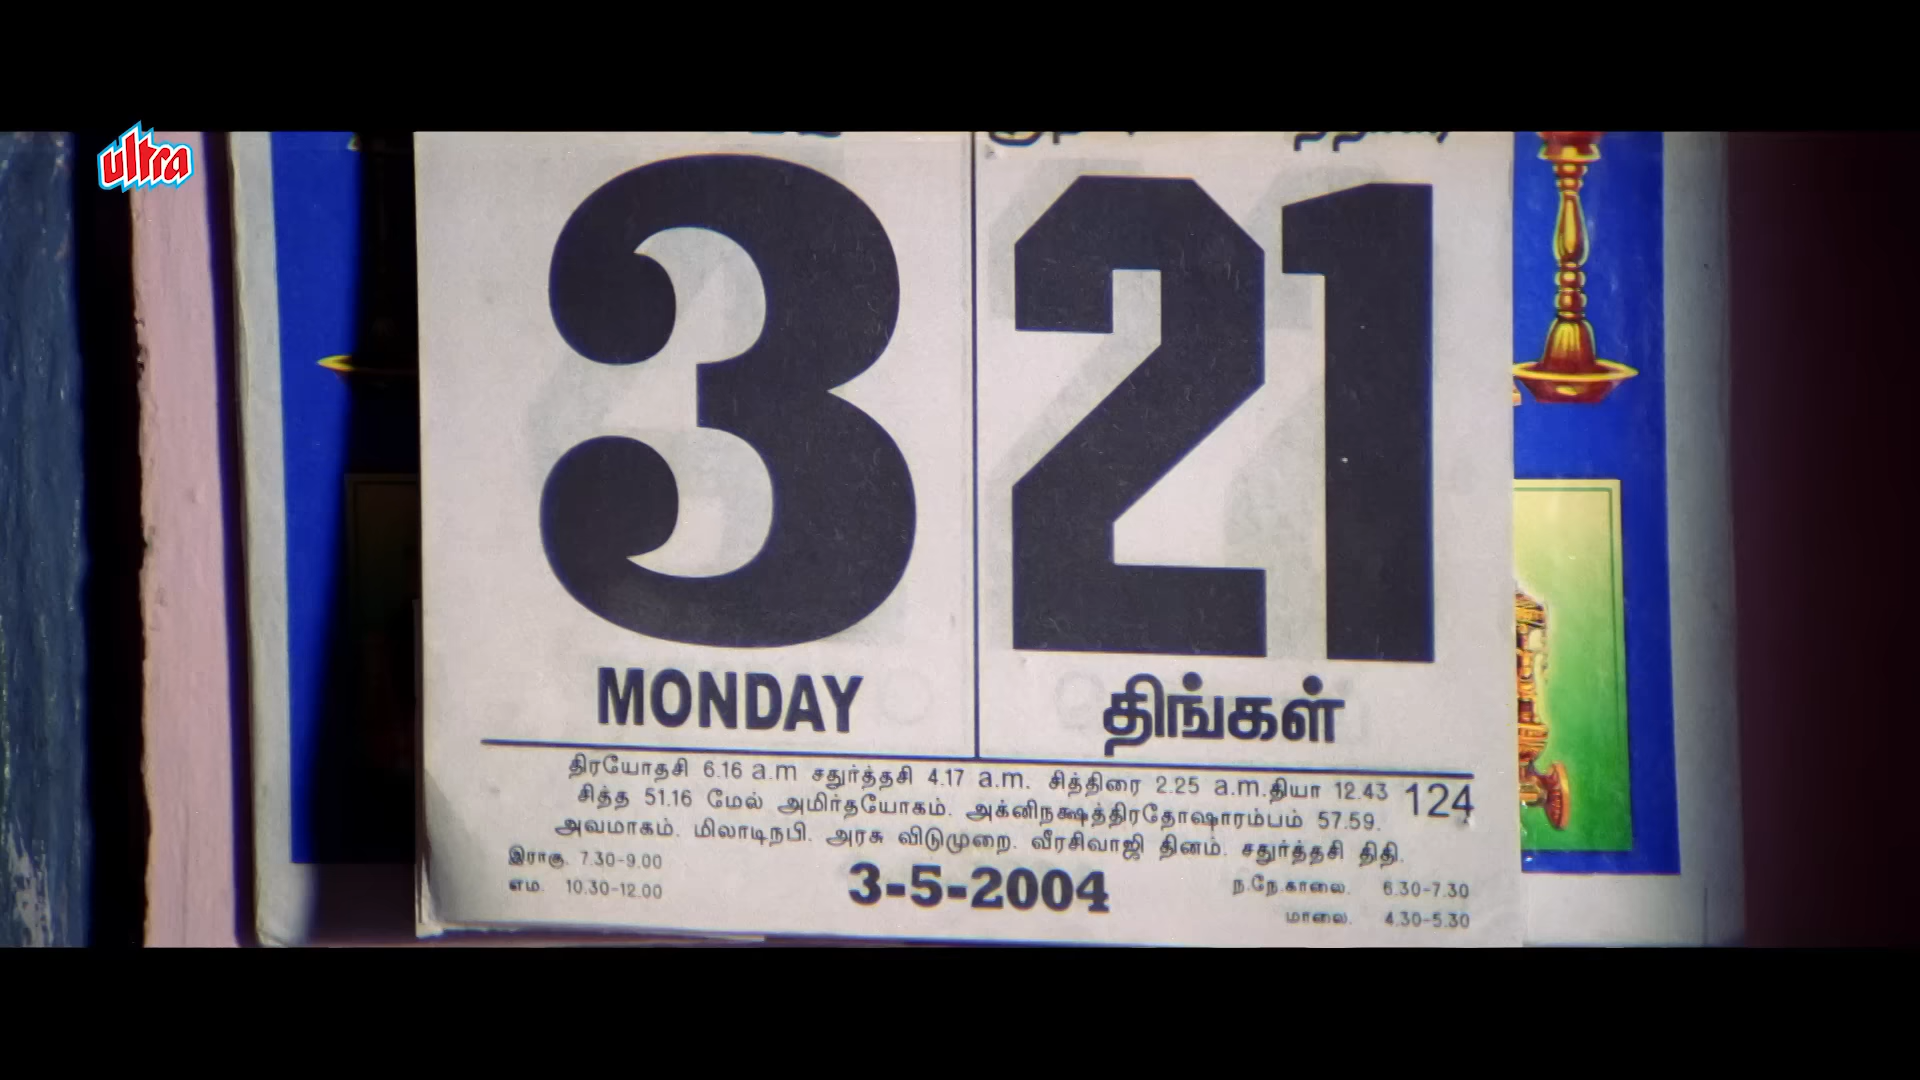 ultra
3 21
MONDAY திங்கள்
திரயோதசி 6.16 a.m சதுர்த்தசி 4.17 a.m. சித்திரை 2.25 a.m.தியா 12.43 124
சித்த 51.16 மேல் அமிர்தயோகம். அக்னிநக்ஷத்திரதோஷாரம்பம் 57.59.
அவமாகம். மிலாடிநபி. அரசு விடுமுறை. வீரசிவாஜி தினம். சதுர்த்தசி திதி.
இராகு. 7.30-9.00
எம. 10.30-12.00
3-5-2004
ந.நே.காலை. 6.30-7.30
மாலை. 4.30-5.30